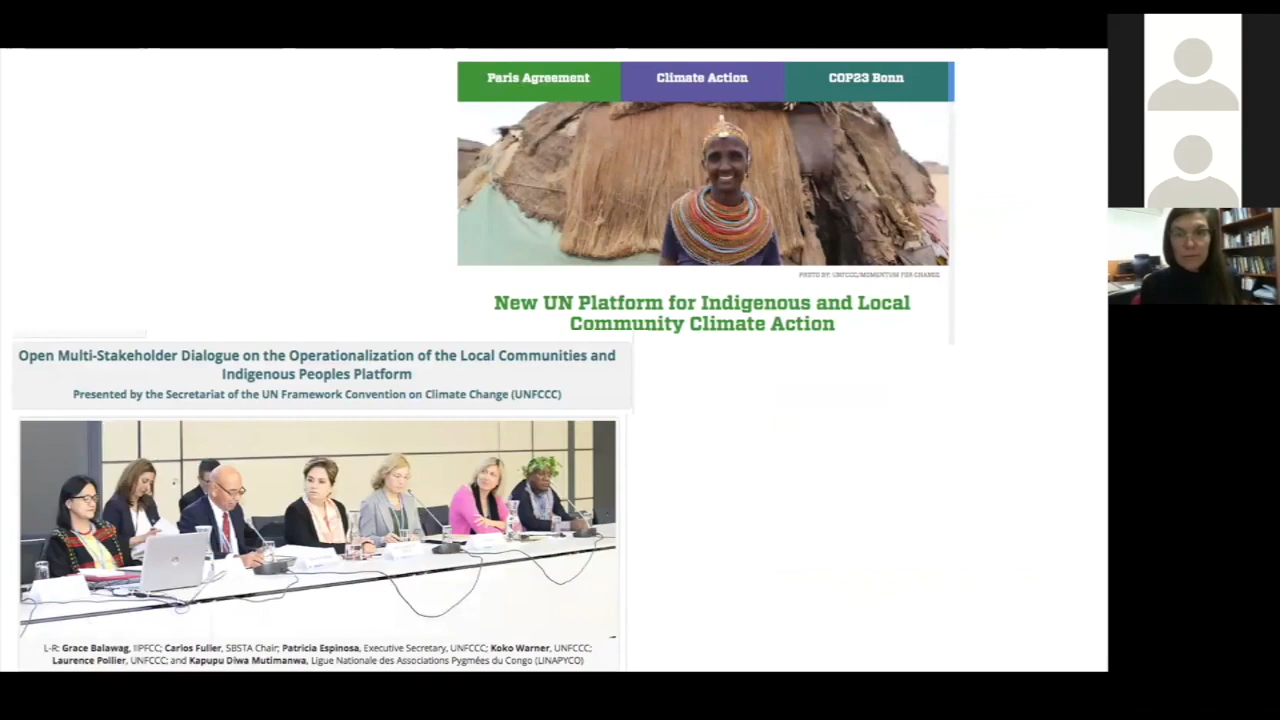 Paris Agreement
Climate Action
COP23 Bonn
PHOTO BY: UNFCCC/MOMENTUM FOR CHANGE
New UN Platform for Indigenous and Local
Community Climate Action
Open Multi-Stakeholder Dialogue on the Operationalization of the Local Communities and
Indigenous Peoples Platform
Presented by the Secretariat of the UN Framework Convention on Climate Change (UNFCCC)
L-R: Grace Balawag, IIPFCC; Carlos Fuller, SBSTA Chair; Patricia Espinosa, Executive Secretary, UNFCCC; Koko Warner, UNFCCC;
Laurence Pollier, UNFCCC; and Kapupu Diwa Mutimanwa, Ligue Nationale des Associations Pygmées du Congo (LINAPYCO)